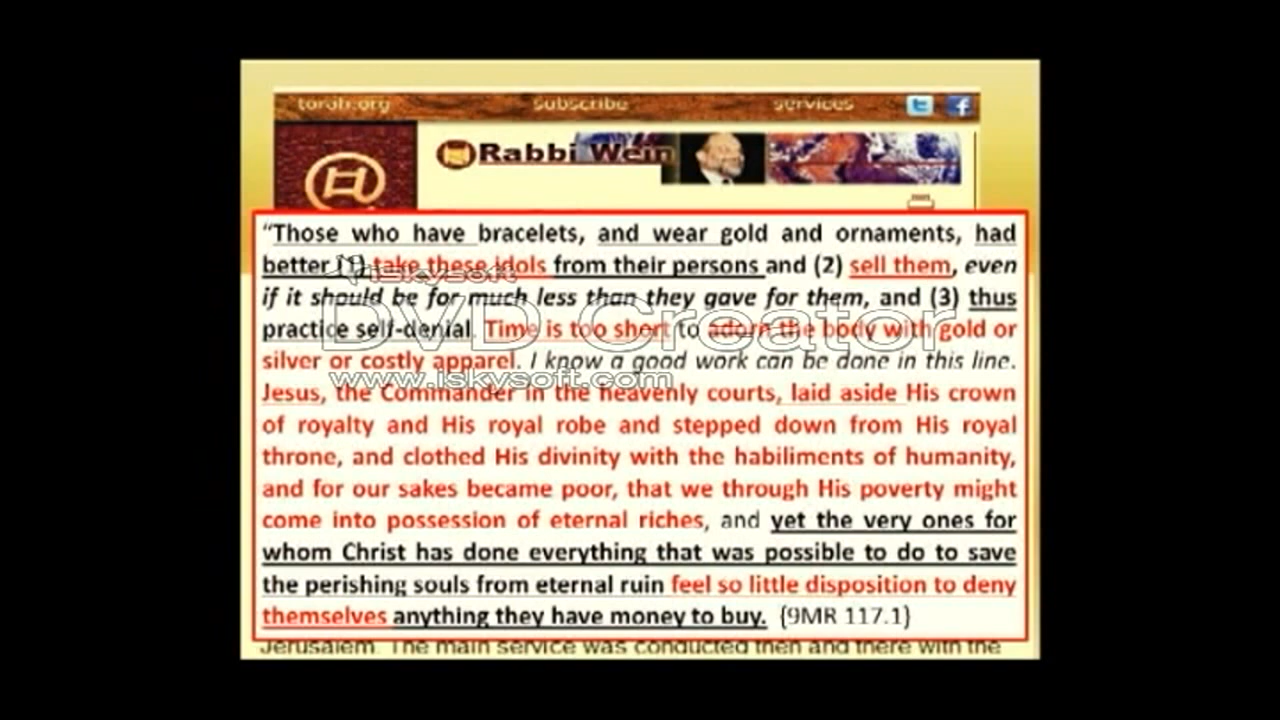 torah.org subscribe services
Rabbi Wein
"Those who have bracelets, and wear gold and ornaments, had
better (1) take these idols from their persons and (2) sell them, even
if it should be for much less than they gave for them, and (3) thus
practice self-denial. Time is too short to adorn the body with gold or
silver or costly apparel. I know a good work can be done in this line.
Jesus, the Commander in the heavenly courts, laid aside His crown
of royalty and His royal robe and stepped down from His royal
throne, and clothed His divinity with the habiliments of humanity,
and for our sakes became poor, that we through His poverty might
come into possession of eternal riches, and yet the very ones for
whom Christ has done everything that was possible to do to save
the perishing souls from eternal ruin feel so little disposition to deny
themselves anything they have money to buy. {9MR 117.1}
Jerusalem. The main service was conducted then and there with the
iskysoft
DVD Creator
www.iskysoft.com